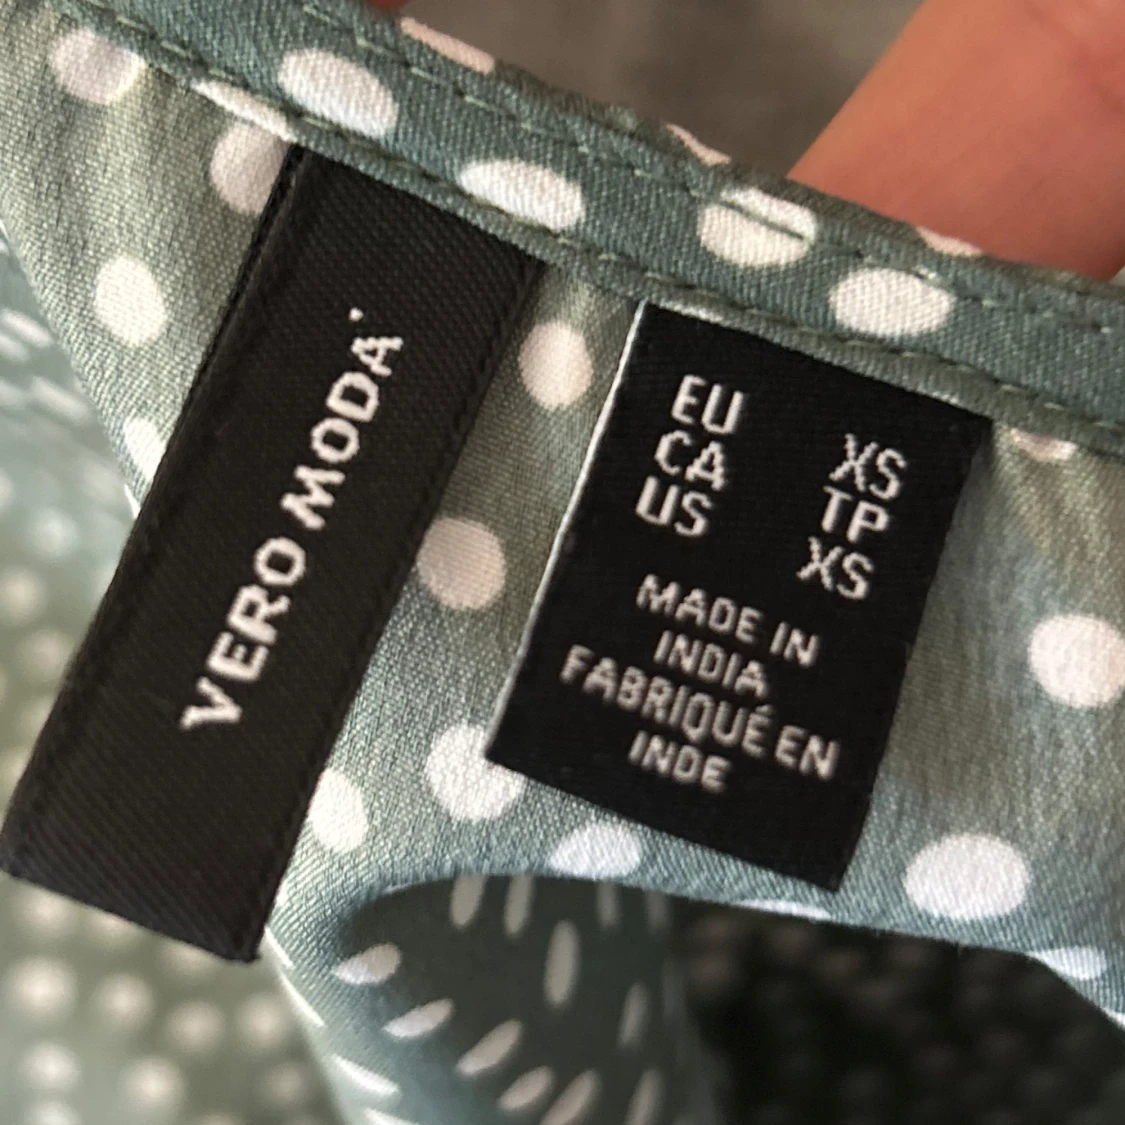 VERO MODA
EU XS
CA TP
US XS
MADE IN
INDIA
FABRIQUÉ EN
INDE